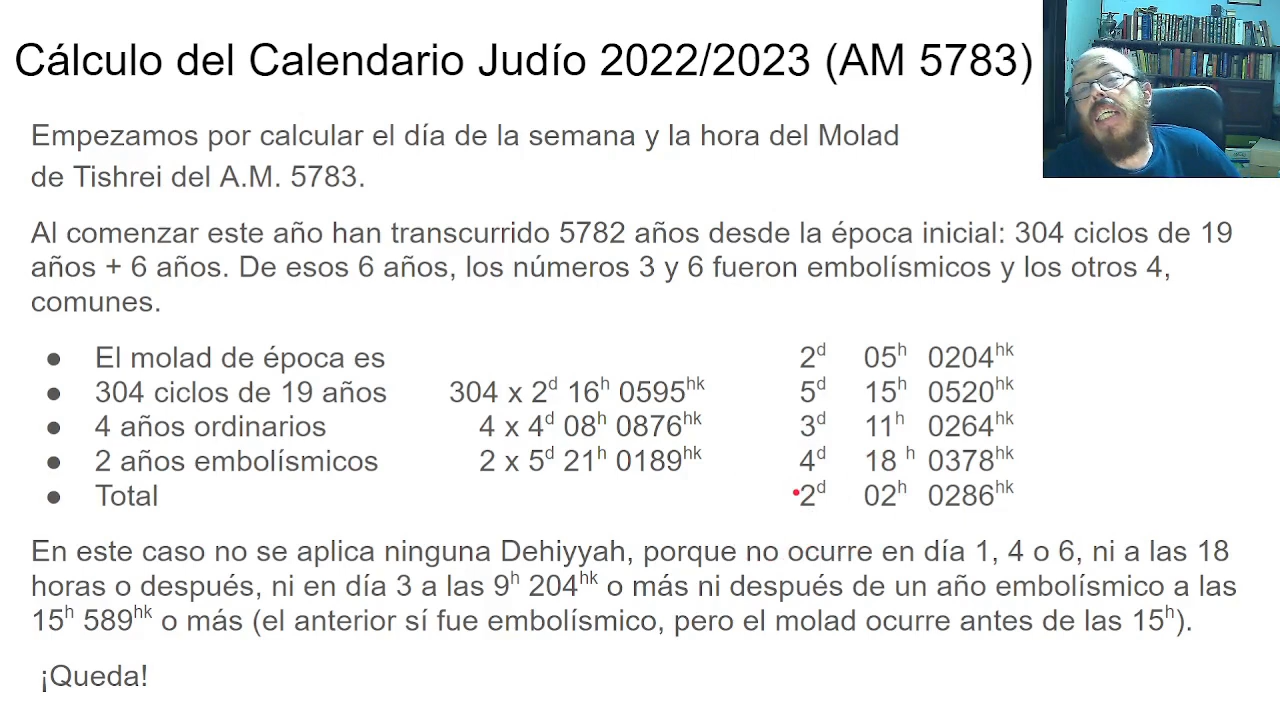 Cálculo del Calendario Judío 2022/2023 (AM 5783)
Empezamos por calcular el día de la semana y la hora del Molad
de Tishrei del A.M. 5783.
Al comenzar este año han transcurrido 5782 años desde la época inicial: 304 ciclos de 19
años + 6 años. De esos 6 años, los números 3 y 6 fueron embolísmicos y los otros 4,
comunes.
● El molad de época es 2d 05h 0204hk
● 304 ciclos de 19 años 304 x 2d 16h 0595hk 5d 15h 0520hk
● 4 años ordinarios 4 x 4d 08h 0876hk 3d 11h 0264hk
● 2 años embolísmicos 2 x 5d 21h 0189hk 4d 18 h 0378hk
● Total 2d 02h 0286hk
En este caso no se aplica ninguna Dehiyyah, porque no ocurre en día 1, 4 o 6, ni a las 18
horas o después, ni en día 3 a las 9h 204hk o más ni después de un año embolísmico a las
15h 589hk o más (el anterior sí fue embolísmico, pero el molad ocurre antes de las 15h).
¡Queda!